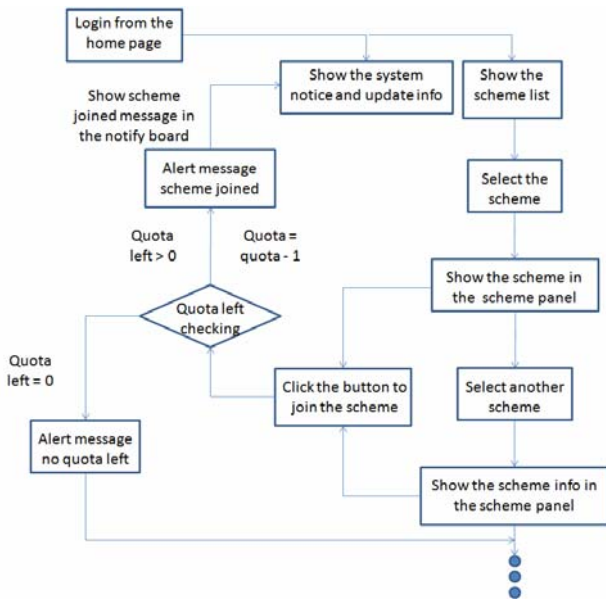 Login from the
home page
Show the system
notice and update info
Show the
scheme list
Show scheme
joined message in
the notify board
Alert message
scheme joined
Select the
scheme
Quota
left > 0
Quota =
quota - 1
Show the scheme in
the scheme panel
Quota left
checking
Quota
left = 0
Click the button to
join the scheme
Select another
scheme
Alert message
no quota left
Show the scheme info in
the scheme panel